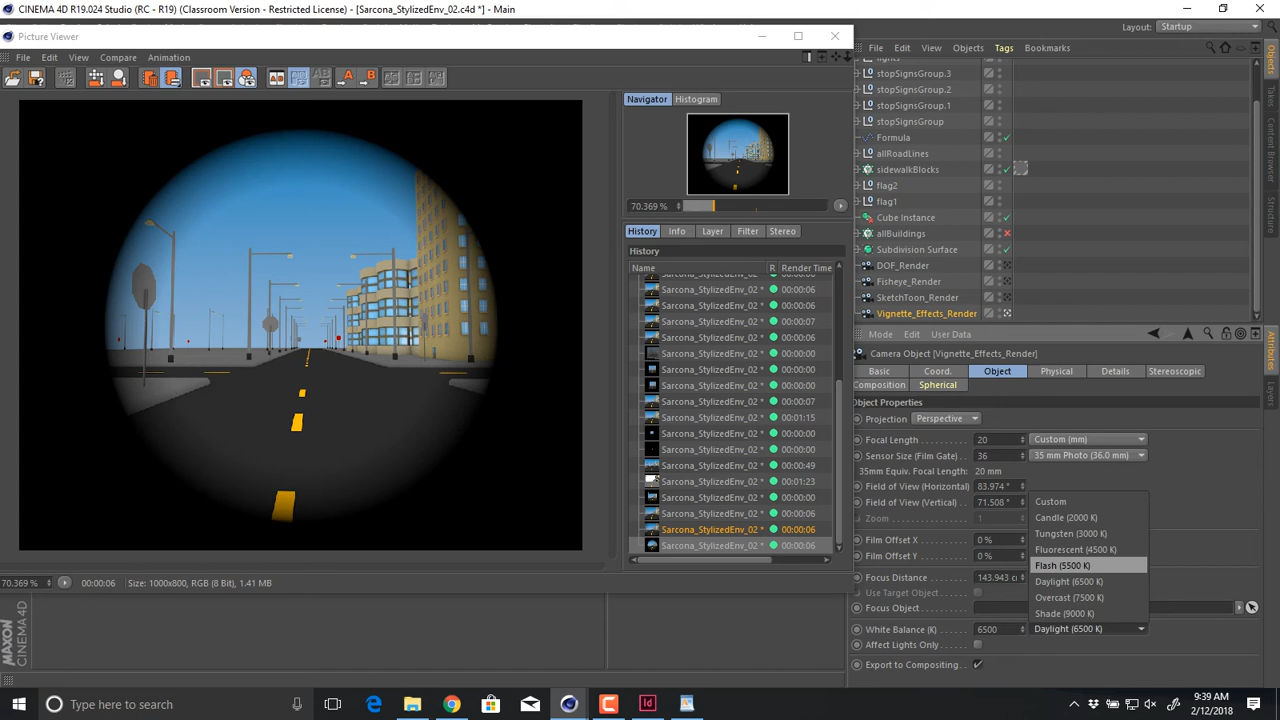 CINEMA 4D R19.024 Studio (RC - R19) (Classroom Version - Restricted License) - [Sarcona_StylizedEnv_02.c4d *] - Main
Picture Viewer
File Edit View Compare Animation
Navigator Histogram
70.369 %
History Info Layer Filter Stereo
History
Name R Render Time
Sarcona_StylizedEnv_02 * 00:00:06
Sarcona_StylizedEnv_02 * 00:00:06
Sarcona_StylizedEnv_02 * 00:00:07
Sarcona_StylizedEnv_02 * 00:00:06
Sarcona_StylizedEnv_02 * 00:00:00
Sarcona_StylizedEnv_02 * 00:00:00
Sarcona_StylizedEnv_02 * 00:00:00
Sarcona_StylizedEnv_02 * 00:00:07
Sarcona_StylizedEnv_02 * 00:01:15
Sarcona_StylizedEnv_02 * 00:00:00
Sarcona_StylizedEnv_02 * 00:00:00
Sarcona_StylizedEnv_02 * 00:00:49
Sarcona_StylizedEnv_02 * 00:01:23
Sarcona_StylizedEnv_02 * 00:00:00
Sarcona_StylizedEnv_02 * 00:00:06
Sarcona_StylizedEnv_02 * 00:00:06
Sarcona_StylizedEnv_02 * 00:00:06
70.369 % 00:00:06 Size: 1000x800, RGB (8 Bit), 1.41 MB
MAXON CINEMA 4D
Layout: Startup
File Edit View Objects Tags Bookmarks
stopSignsGroup.3
stopSignsGroup.2
stopSignsGroup.1
stopSignsGroup
Formula
allRoadLines
sidewalkBlocks
flag2
flag1
Cube Instance
allBuildings
Subdivision Surface
DOF_Render
Fisheye_Render
SketchToon_Render
Vignette_Effects_Render
Mode Edit User Data
Camera Object [Vignette_Effects_Render]
Basic Coord. Object Physical Details Stereoscopic
Composition Spherical
Object Properties
Projection Perspective
Focal Length 20 Custom (mm)
Sensor Size (Film Gate) 36 35 mm Photo (36.0 mm)
35mm Equiv. Focal Length: 20 mm
Field of View (Horizontal) 83.974 °
Field of View (Vertical) 71.508 °
Zoom 1
Film Offset X 0 %
Film Offset Y 0 %
Focus Distance 143.943 c
Use Target Object
Focus Object
White Balance (K) 6500 Daylight (6500 K)
Affect Lights Only
Export to Compositing
Custom
Candle (2000 K)
Tungsten (3000 K)
Fluorescent (4500 K)
Flash (5500 K)
Daylight (6500 K)
Overcast (7500 K)
Shade (9000 K)
Objects
Takes
Content Browser
Structure
Attributes
Layers
Type here to search
9:39 AM
2/12/2018